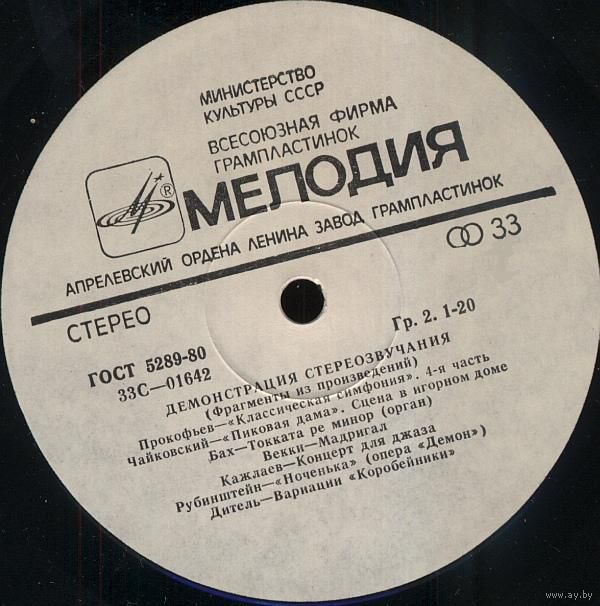 МИНИСТЕРСТВО
КУЛЬТУРЫ СССР
ВСЕСОЮЗНАЯ ФИРМА
ГРАМПЛАСТИНОК
®
МЕЛОДИЯ
АПРЕЛЕВСКИЙ ОРДЕНА ЛЕНИНА ЗАВОД ГРАМПЛАСТИНОК
СТЕРЕО
33
ГОСТ 5289-80
Гр. 2. 1-20
33С—01642
ДЕМОНСТРАЦИЯ СТЕРЕОЗВУЧАНИЯ
(Фрагменты из произведений)
Прокофьев—«Классическая симфония». 4-я часть
Чайковский—«Пиковая дама». Сцена в игорном доме
Бах—Токката ре минор (орган)
Векки—Мадригал
Кажлаев—Концерт для джаза
Рубинштейн—«Ноченька» (опера «Демон»)
Дитель—Вариации «Коробейники»
www.ay.by